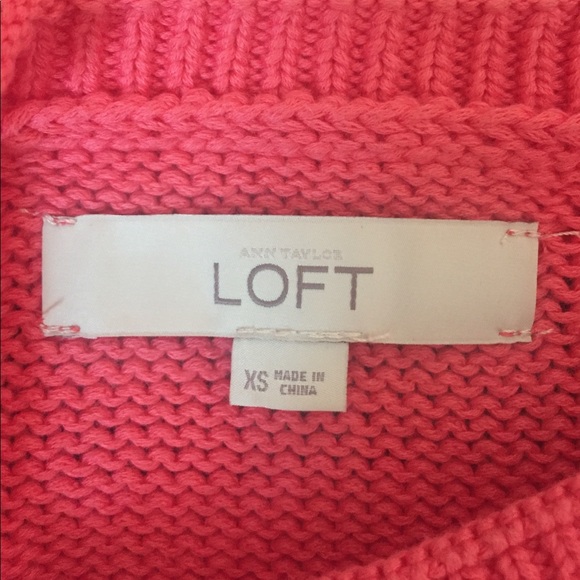 ANN TAYLOR
LOFT
XS MADE IN
CHINA